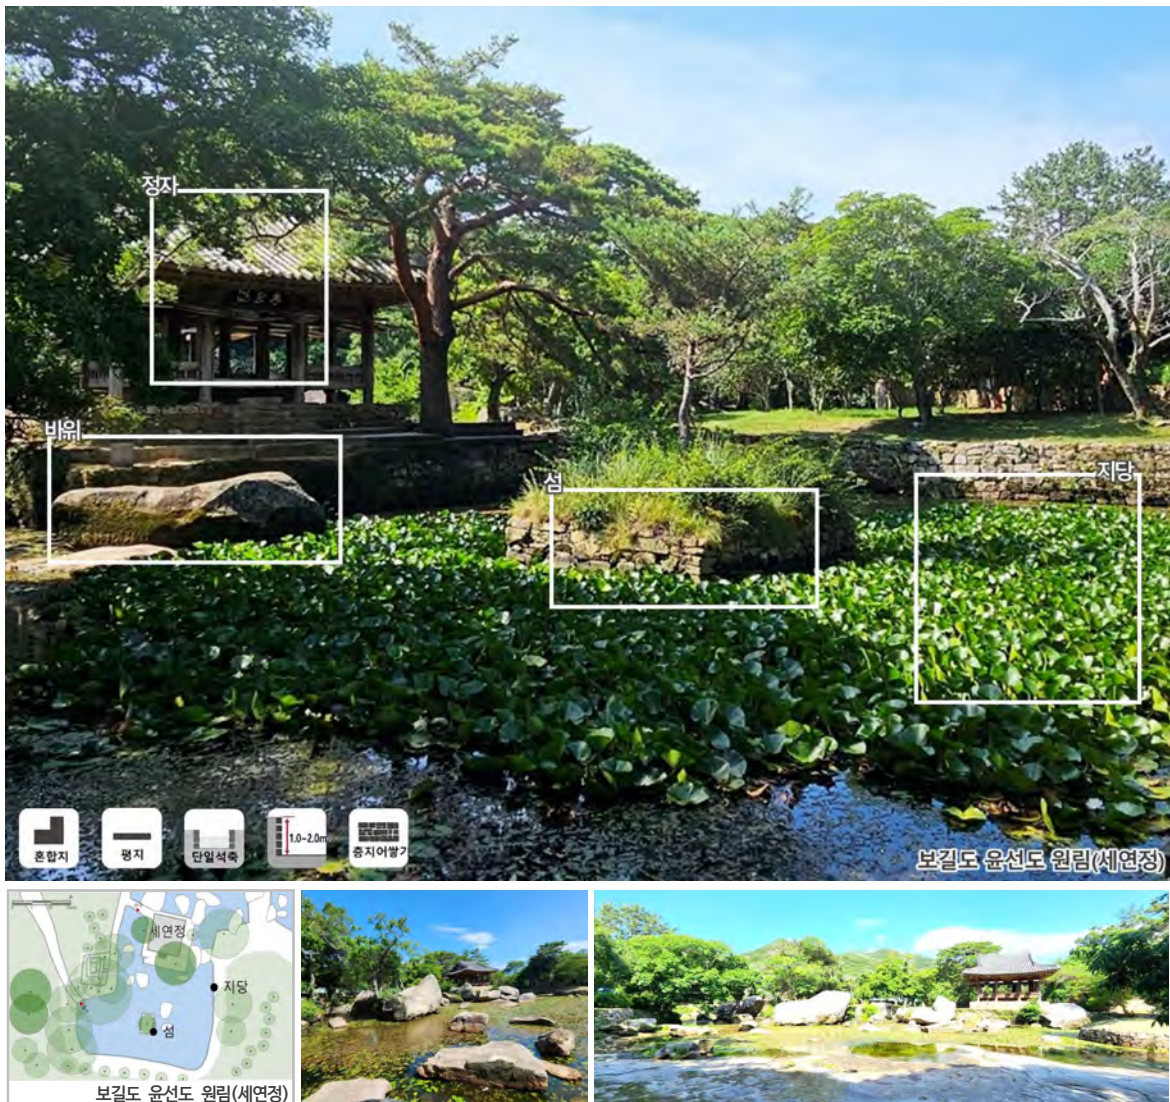 정자
바위
섬
지당
혼합지
평지
단일석축
1.0~2.0m
층지어쌓기
보길도 윤선도 원림(세연정)
세연정
지당
섬
보길도 윤선도 원림(세연정)